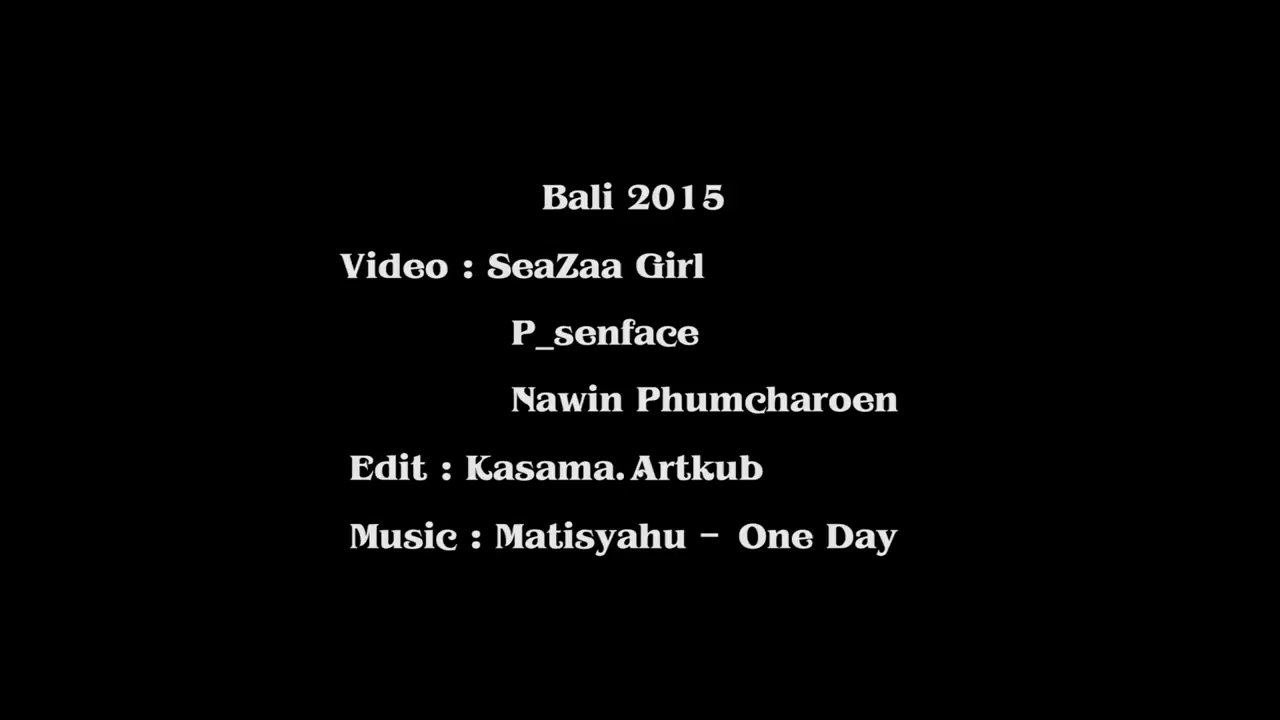 Bali 2015
Video : SeaZaa Girl
P_senface
Nawin Phumcharoen
Edit : Kasama.Artkub
Music : Matisyahu - One Day